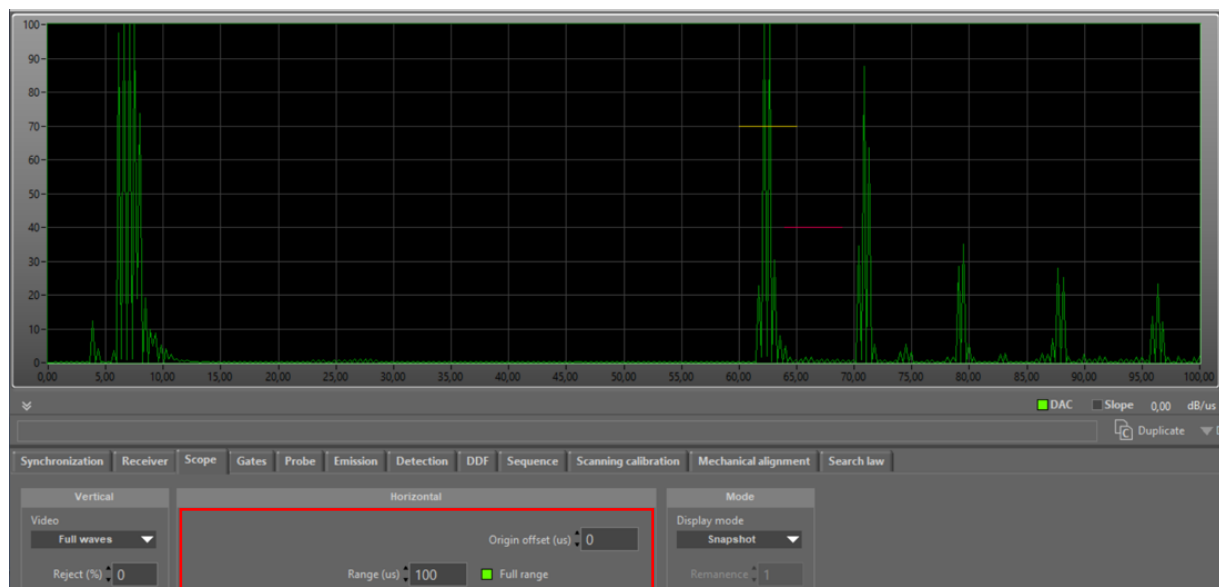 100
90
80
70
60
50
40
30
20
10
0
0,00 5,00 10,00 15,00 20,00 25,00 30,00 35,00 40,00 45,00 50,00 55,00 60,00 65,00 70,00 75,00 80,00 85,00 90,00 95,00 100,00
DAC Slope 0,00 dB/us
Duplicate
Synchronization Receiver Scope Gates Probe Emission Detection DDF Sequence Scanning calibration Mechanical alignment Search law
Vertical Horizontal Mode
Video Display mode
Full waves Origin offset (us) 0 Snapshot
Reject (%) 0 Range (us) 100 Full range Remanence 1